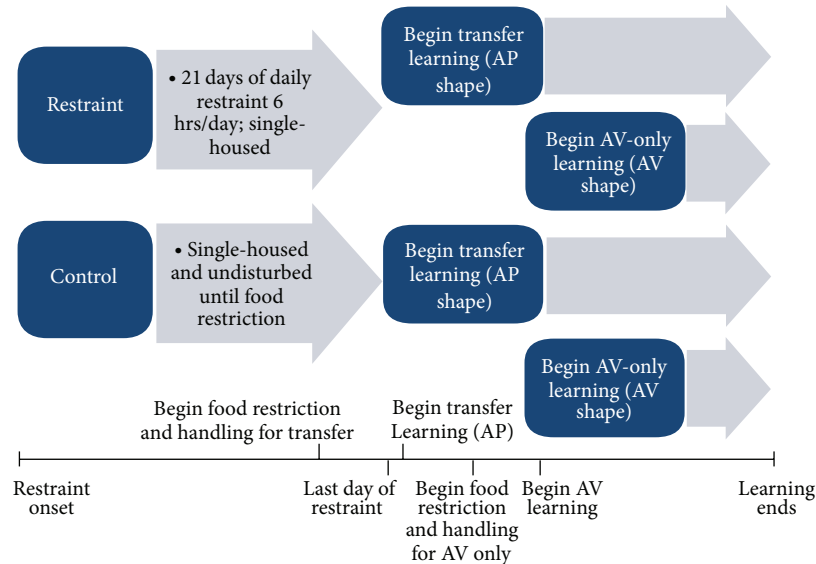 Restraint
• 21 days of daily
restraint 6
hrs/day; single-
housed
Begin transfer
learning (AP
shape)
Begin AV-only
learning (AV
shape)
Control
• Single-housed
and undisturbed
until food
restriction
Begin transfer
learning (AP
shape)
Begin AV-only
learning (AV
shape)
Begin food restriction
and handling for transfer
Begin transfer
Learning (AP)
Restraint
onset
Last day of
restraint
Begin food
restriction
and handling
for AV only
Begin AV
learning
Learning
ends